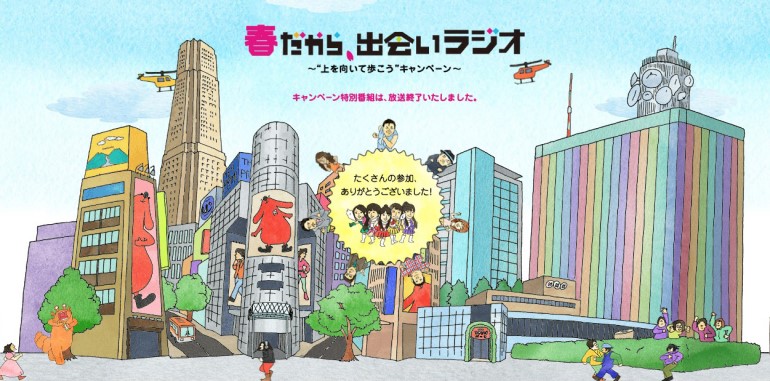 春だから、出会いラジオ
～“上を向いて歩こう”キャンペーン～
キャンペーン特別番組は、放送終了いたしました。
たくさんの参加、
ありがとうございました!